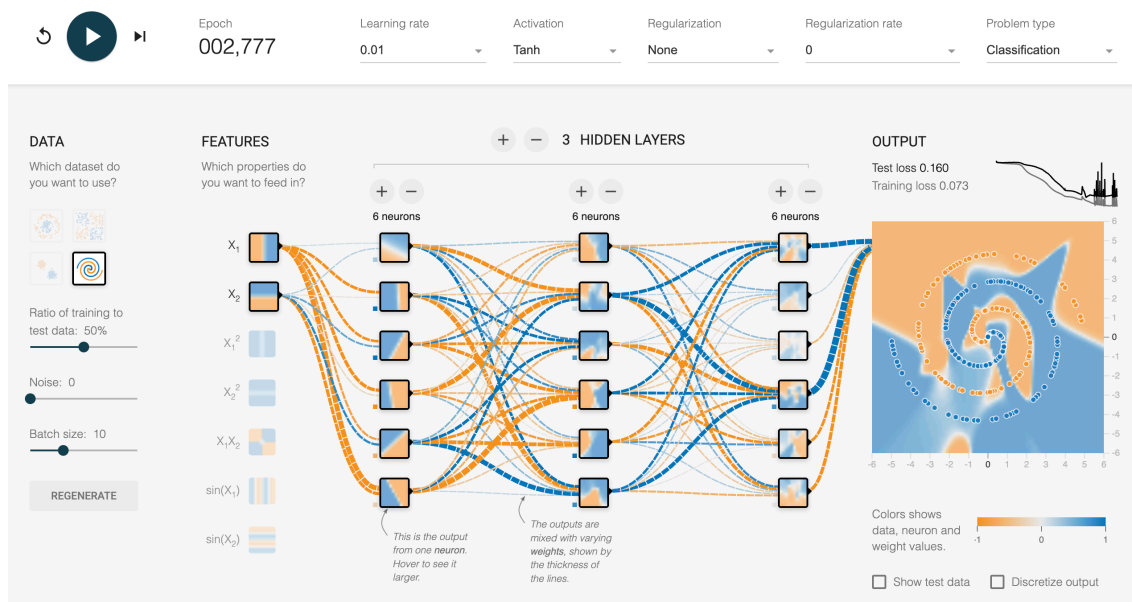 Epoch
002,777
Learning rate
0.01
Activation
Tanh
Regularization
None
Regularization rate
0
Problem type
Classification
DATA
Which dataset do
you want to use?
Ratio of training to
test data: 50%
Noise: 0
Batch size: 10
REGENERATE
FEATURES
Which properties do
you want to feed in?
X1
X2
X1²
X2²
X1X2
sin(X1)
sin(X2)
+ − 3 HIDDEN LAYERS
+ −
6 neurons
+ −
6 neurons
+ −
6 neurons
This is the output
from one neuron.
Hover to see it
larger.
The outputs are
mixed with varying
weights, shown by
the thickness of
the lines.
OUTPUT
Test loss 0.160
Training loss 0.073
6
5
4
3
2
1
0
-1
-2
-3
-4
-5
-6
-6 -5 -4 -3 -2 -1 0 1 2 3 4 5 6
Colors shows
data, neuron and
weight values.
-1 0 1
Show test data
Discretize output